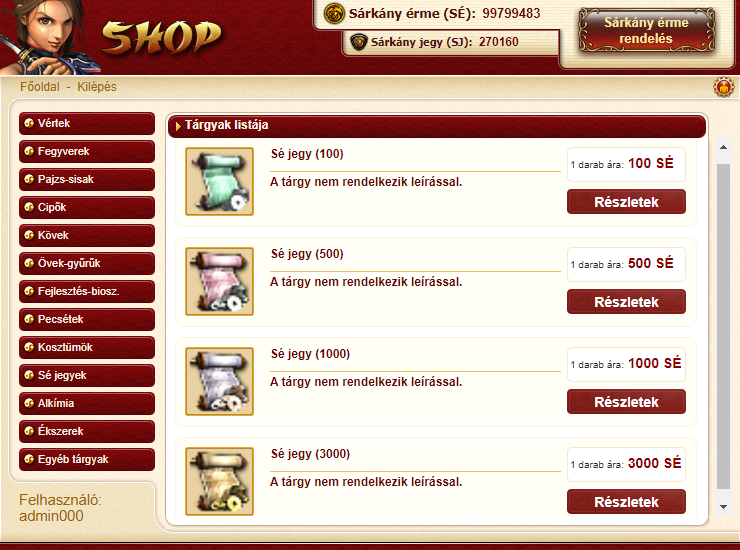 SHOP
Sárkány érme (SÉ): 99799483
Sárkány jegy (SJ): 270160
Sárkány érme
rendelés
Főoldal - Kilépés
Vértek
Fegyverek
Pajzs-sisak
Cipők
Kövek
Övek-gyűrűk
Fejlesztés-biosz.
Pecsétek
Kosztümök
Sé jegyek
Alkímia
Ékszerek
Egyéb tárgyak
Felhasználó:
admin000
Tárgyak listája
Sé jegy (100)
A tárgy nem rendelkezik leírással.
1 darab ára: 100 SÉ
Részletek
Sé jegy (500)
A tárgy nem rendelkezik leírással.
1 darab ára: 500 SÉ
Részletek
Sé jegy (1000)
A tárgy nem rendelkezik leírással.
1 darab ára: 1000 SÉ
Részletek
Sé jegy (3000)
A tárgy nem rendelkezik leírással.
1 darab ára: 3000 SÉ
Részletek